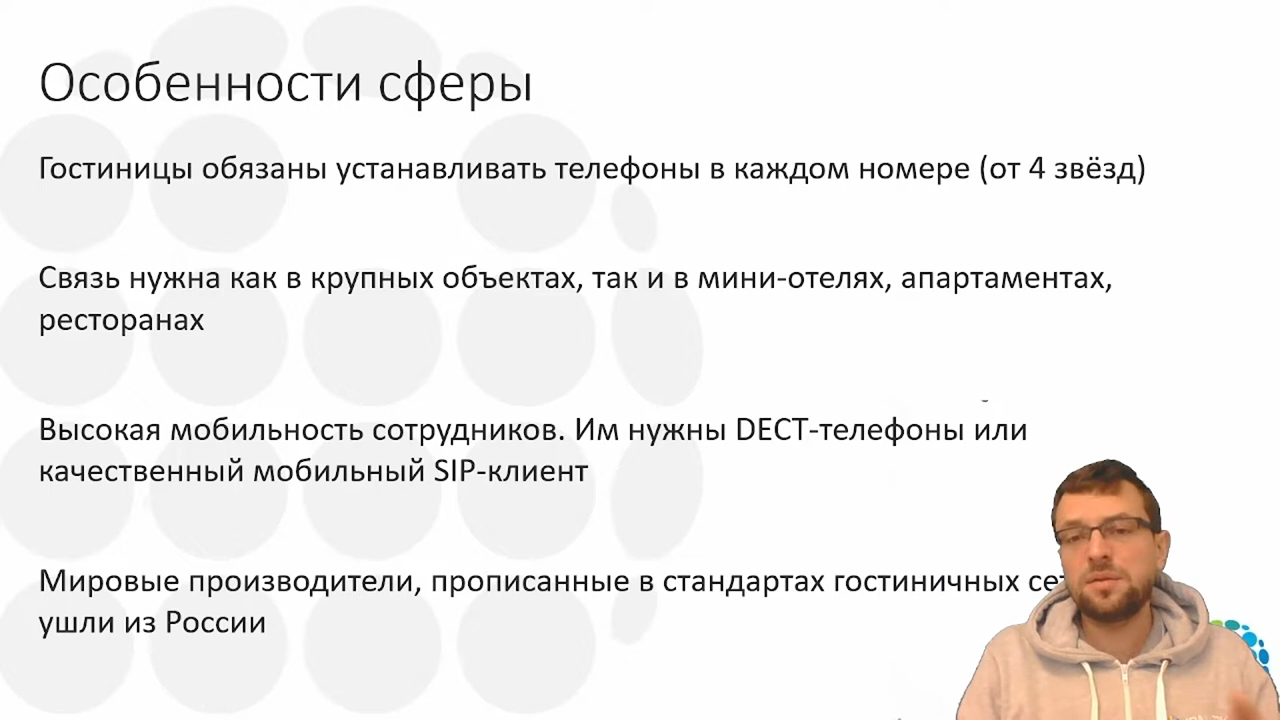 Особенности сферы
Гостиницы обязаны устанавливать телефоны в каждом номере (от 4 звёзд)
Связь нужна как в крупных объектах, так и в мини-отелях, апартаментах,
ресторанах
Высокая мобильность сотрудников. Им нужны DECT-телефоны или
качественный мобильный SIP-клиент
Мировые производители, прописанные в стандартах гостиничных
ушли из России